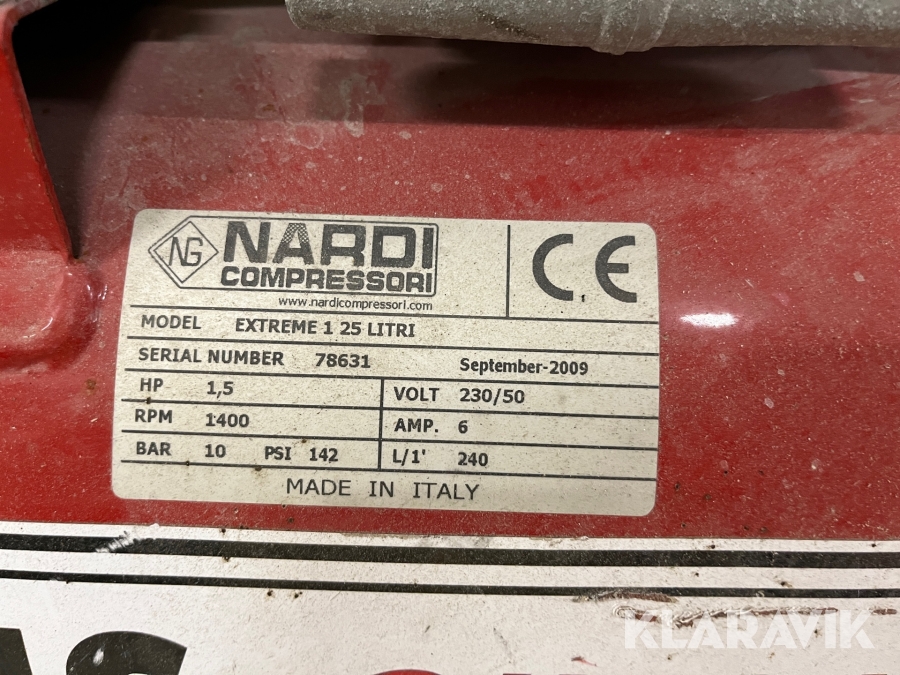 NG
NARDI
COMPRESSORI
www.nardicompressori.com
CE
MODEL EXTREME 1 25 LITRI
SERIAL NUMBER 78631 September-2009
HP 1,5 VOLT 230/50
RPM 1400 AMP. 6
BAR 10 PSI 142 L/1' 240
MADE IN ITALY
KLARAVIK